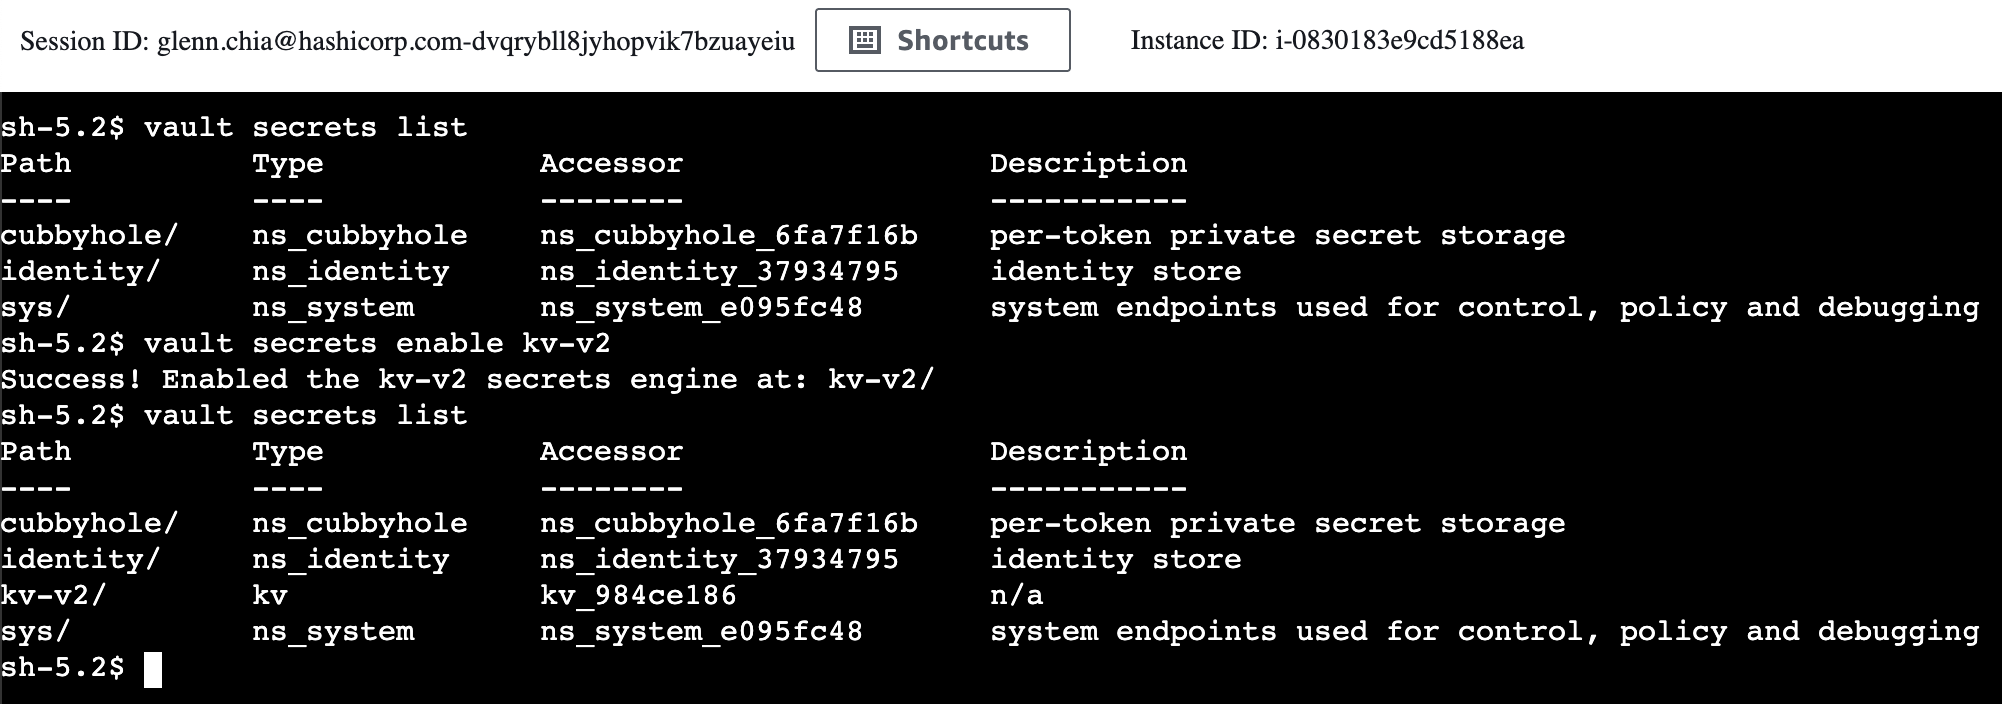 Session ID: glenn.chia@hashicorp.com-dvqrybll8jyhopvik7bzuayeiu Shortcuts Instance ID: i-0830183e9cd5188ea
sh-5.2$ vault secrets list
Path          Type            Accessor                 Description
----          ----            --------                 -----------
cubbyhole/    ns_cubbyhole    ns_cubbyhole_6fa7f16b    per-token private secret storage
identity/     ns_identity     ns_identity_37934795     identity store
sys/          ns_system       ns_system_e095fc48       system endpoints used for control, policy and debugging
sh-5.2$ vault secrets enable kv-v2
Success! Enabled the kv-v2 secrets engine at: kv-v2/
sh-5.2$ vault secrets list
Path          Type            Accessor                 Description
----          ----            --------                 -----------
cubbyhole/    ns_cubbyhole    ns_cubbyhole_6fa7f16b    per-token private secret storage
identity/     ns_identity     ns_identity_37934795     identity store
kv-v2/        kv              kv_984ce186              n/a
sys/          ns_system       ns_system_e095fc48       system endpoints used for control, policy and debugging
sh-5.2$